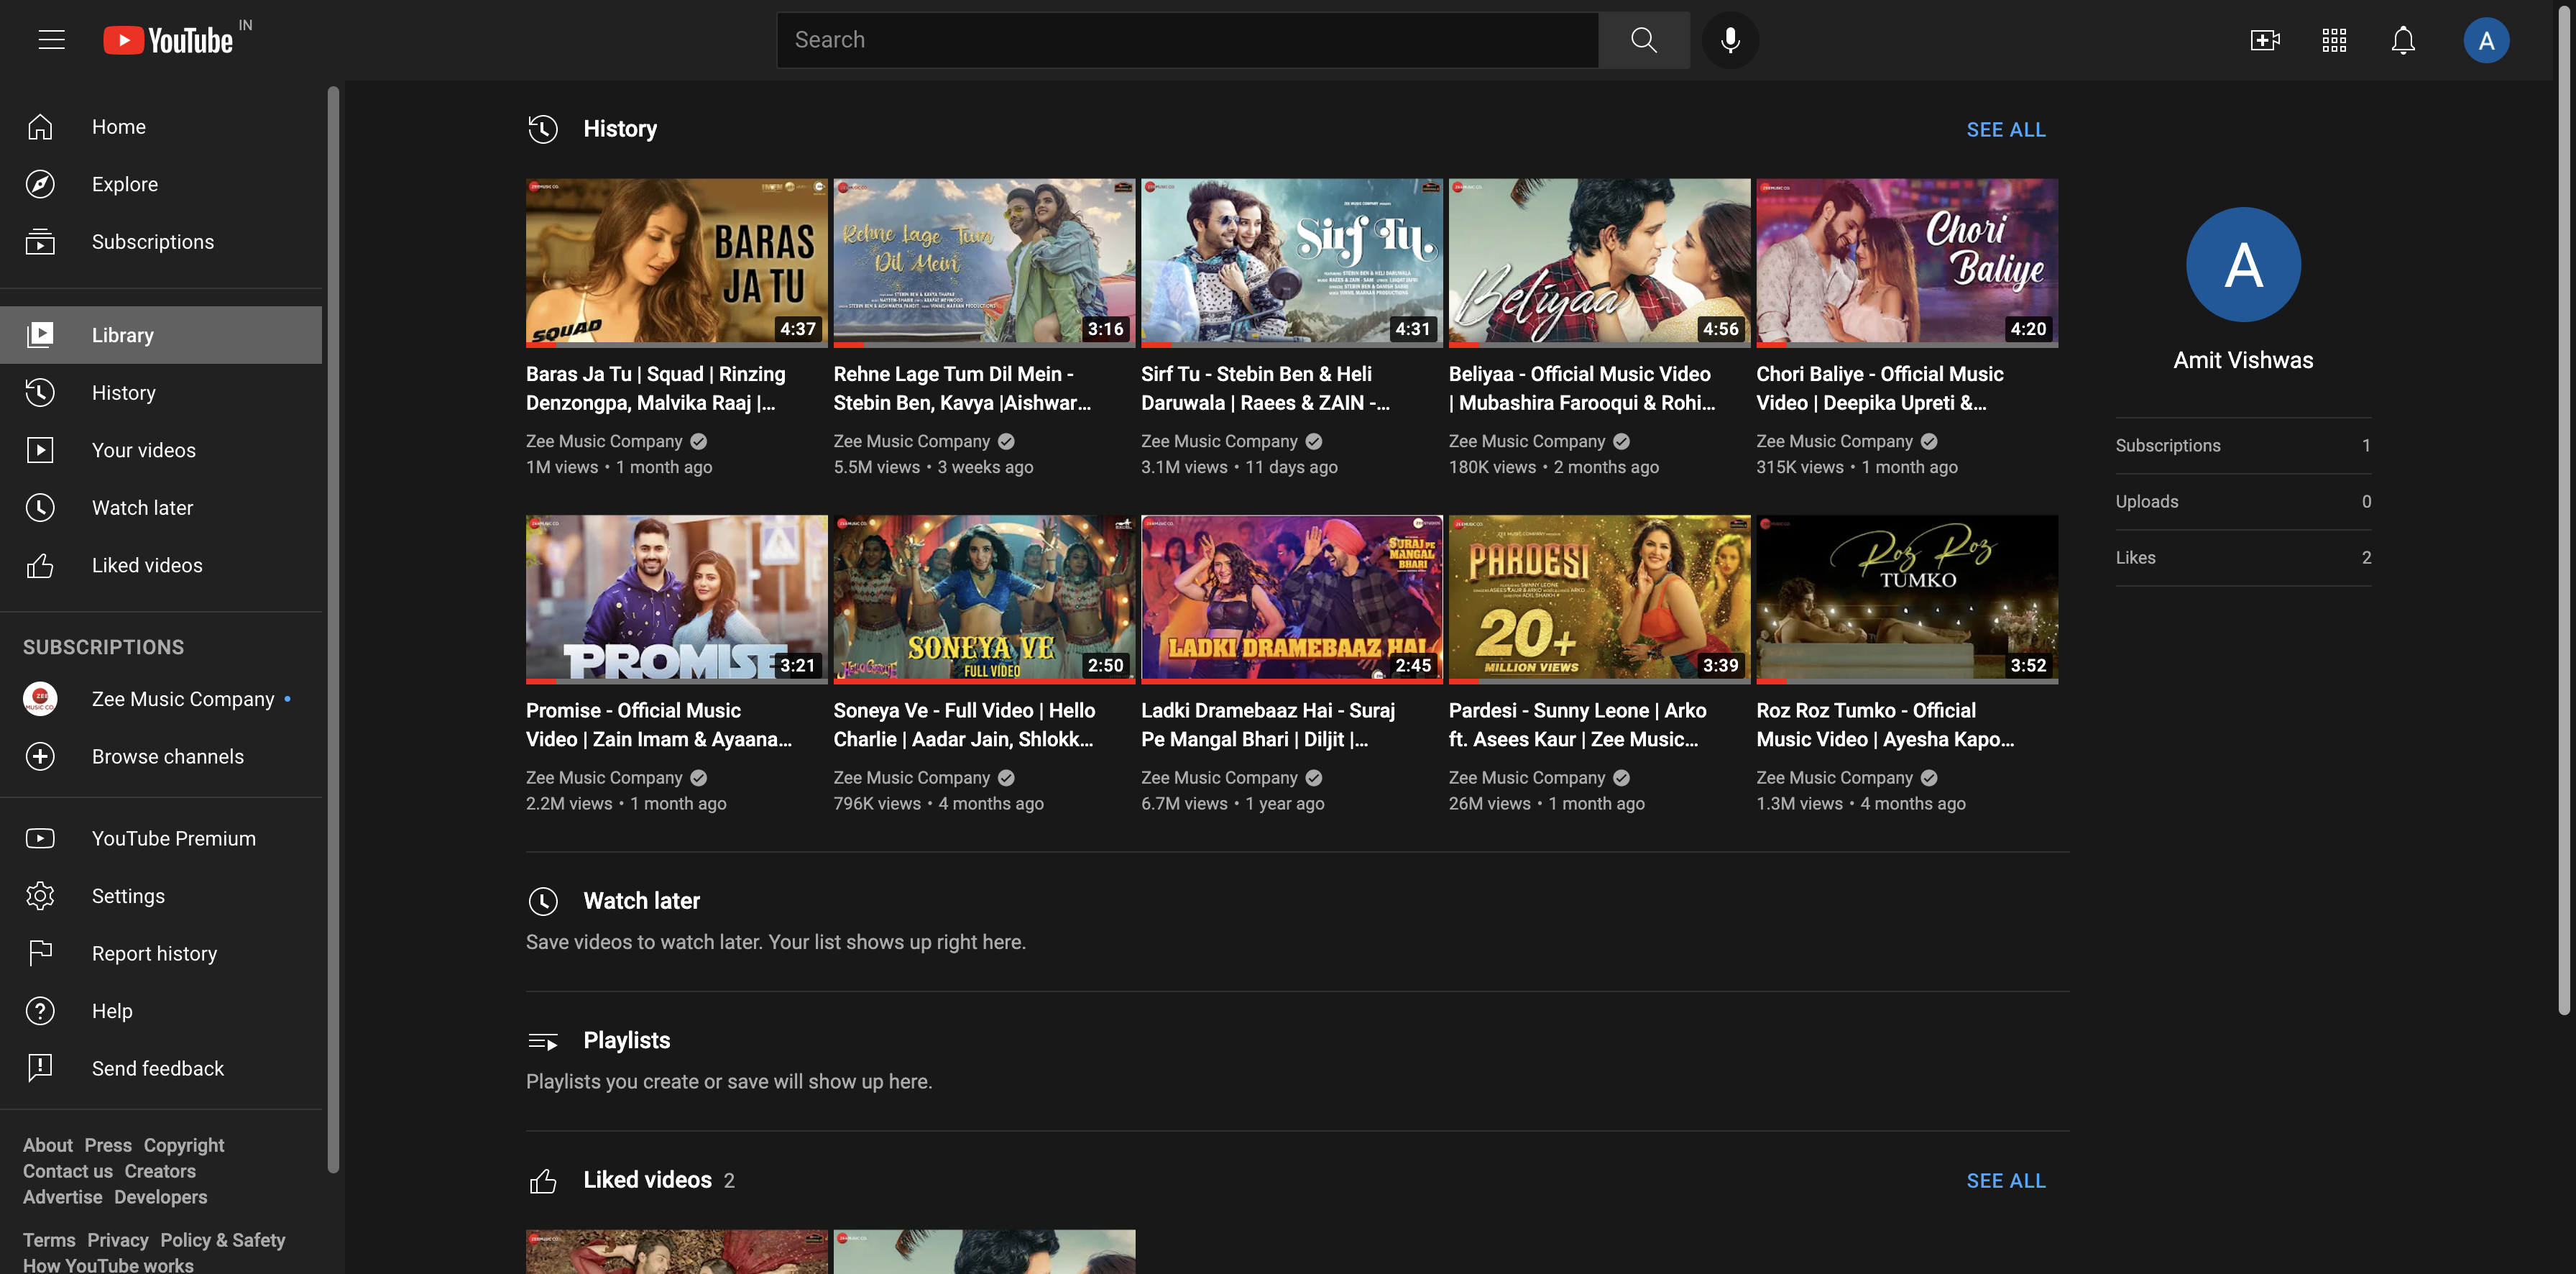 YouTube IN
Search
A
Home
Explore
Subscriptions
Library
History
Your videos
Watch later
Liked videos
SUBSCRIPTIONS
Zee Music Company
Browse channels
YouTube Premium
Settings
Report history
Help
Send feedback
About Press Copyright
Contact us Creators
Advertise Developers
Terms Privacy Policy & Safety
How YouTube works
History
SEE ALL
BARAS
JA TU
SQUAD
4:37
Rehne Lage Tum
Dil Mein
3:16
Sirf Tu
4:31
Beliyaa
4:56
Chori
Baliye
4:20
Baras Ja Tu | Squad | Rinzing
Denzongpa, Malvika Raaj |...
Zee Music Company
1M views • 1 month ago
Rehne Lage Tum Dil Mein -
Stebin Ben, Kavya |Aishwar...
Zee Music Company
5.5M views • 3 weeks ago
Sirf Tu - Stebin Ben & Heli
Daruwala | Raees & ZAIN -...
Zee Music Company
3.1M views • 11 days ago
Beliyaa - Official Music Video
| Mubashira Farooqui & Rohi...
Zee Music Company
180K views • 2 months ago
Chori Baliye - Official Music
Video | Deepika Upreti &...
Zee Music Company
315K views • 1 month ago
PROMISE
3:21
SONEYA VE
FULL VIDEO
2:50
SURAJ PE
MANGAL
BHARI
LADKI DRAMEBAAZ HAI
2:45
PARDESI
20+
MILLION VIEWS
3:39
Roz Roz
TUMKO
3:52
Promise - Official Music
Video | Zain Imam & Ayaana...
Zee Music Company
2.2M views • 1 month ago
Soneya Ve - Full Video | Hello
Charlie | Aadar Jain, Shlokk...
Zee Music Company
796K views • 4 months ago
Ladki Dramebaaz Hai - Suraj
Pe Mangal Bhari | Diljit |...
Zee Music Company
6.7M views • 1 year ago
Pardesi - Sunny Leone | Arko
ft. Asees Kaur | Zee Music...
Zee Music Company
26M views • 1 month ago
Roz Roz Tumko - Official
Music Video | Ayesha Kapo...
Zee Music Company
1.3M views • 4 months ago
Watch later
Save videos to watch later. Your list shows up right here.
Playlists
Playlists you create or save will show up here.
Liked videos 2
SEE ALL
A
Amit Vishwas
Subscriptions 1
Uploads 0
Likes 2